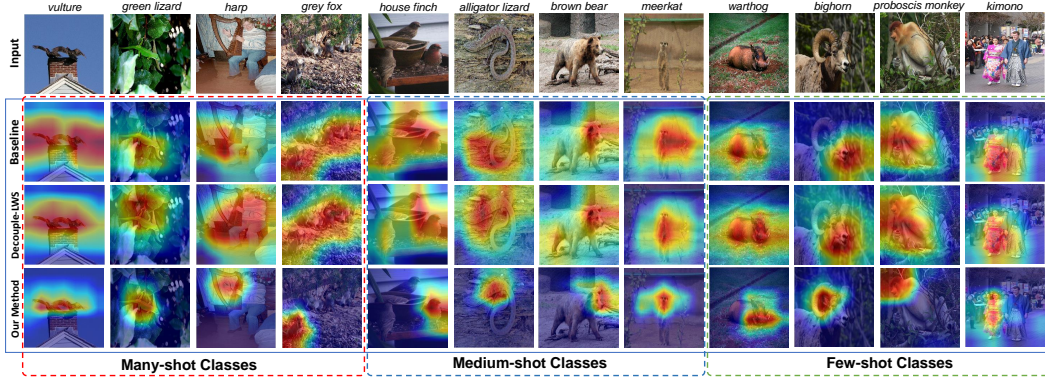 vulture green lizard harp grey fox house finch alligator lizard brown bear meerkat warthog bighorn proboscis monkey kimono
Input
Baseline
Decouple-LWS
Our Method
Many-shot Classes Medium-shot Classes Few-shot Classes